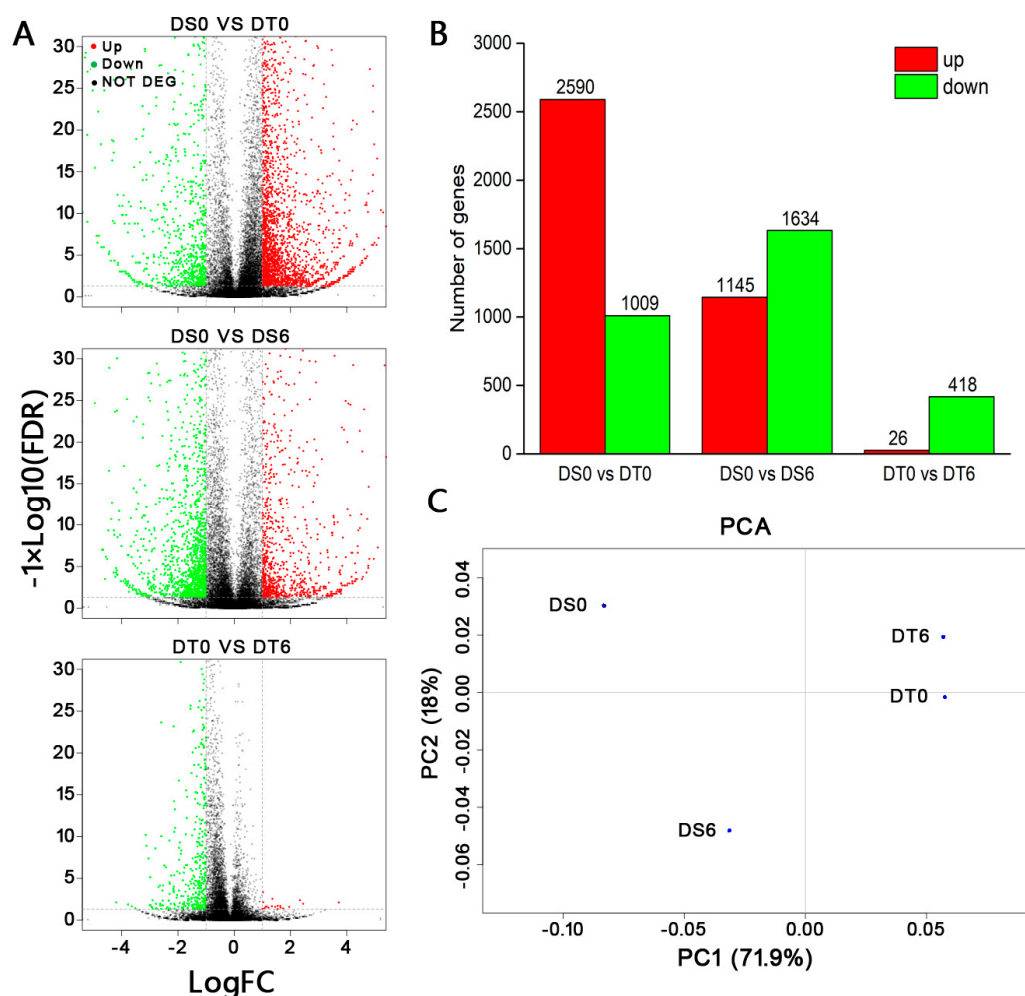 A
DS0 VS DT0
30
25
20
15
10
5
0
Up
Down
NOT DEG
DS0 VS DS6
30
25
20
15
10
5
0
DT0 VS DT6
30
25
20
15
10
5
0
-4 -2 0 2 4
-1×Log10(FDR)
LogFC
B
3000
2500
2000
1500
1000
500
0
Number of genes
up
down
2590
1009
1145
1634
26
418
DS0 vs DT0 DS0 vs DS6 DT0 vs DT6
C
PCA
0.04
0.02
0.00
-0.02
-0.04
-0.06
PC2 (18%)
DS0
DT6
DT0
DS6
-0.10 -0.05 0.00 0.05
PC1 (71.9%)